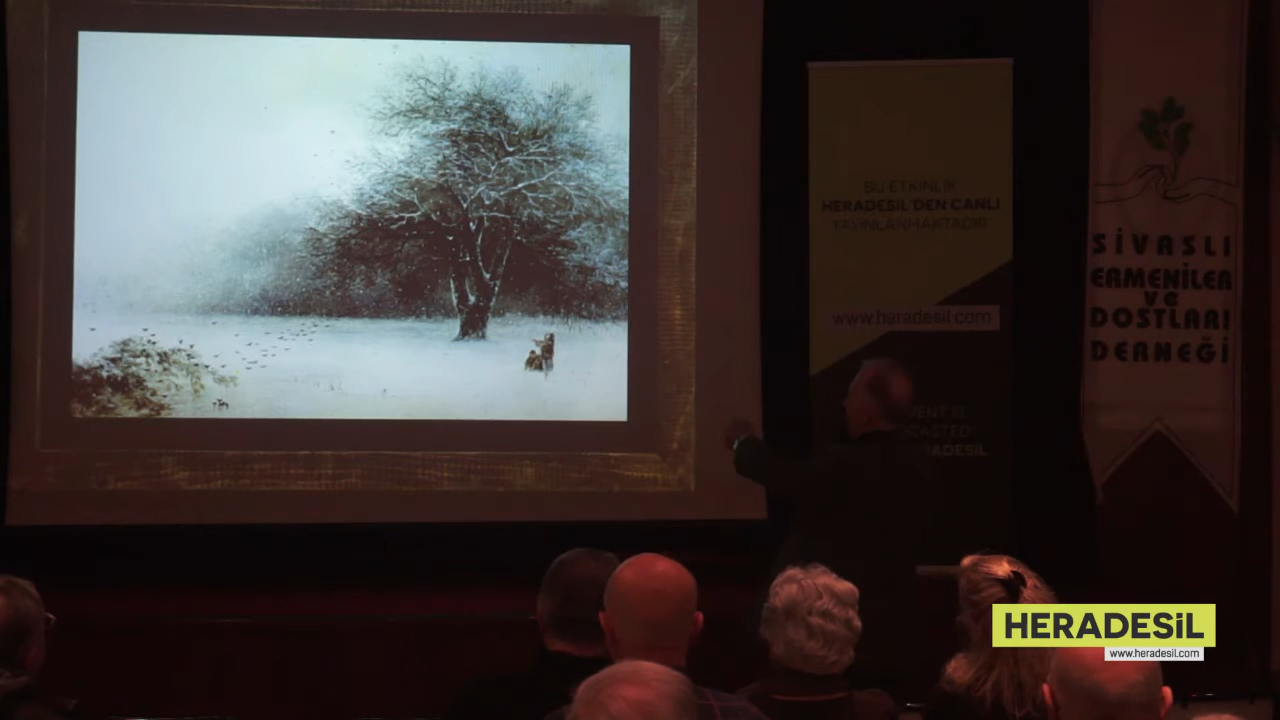 BU ETKİNLİK
HERADESİL'DEN CANLI
YAYINLANMAKTADIR
www.heradesil.com
SİVASLI
ERMENİLER
ve
DOSTLARI
DERNEĞİ
HERADESiL
www.heradesil.com